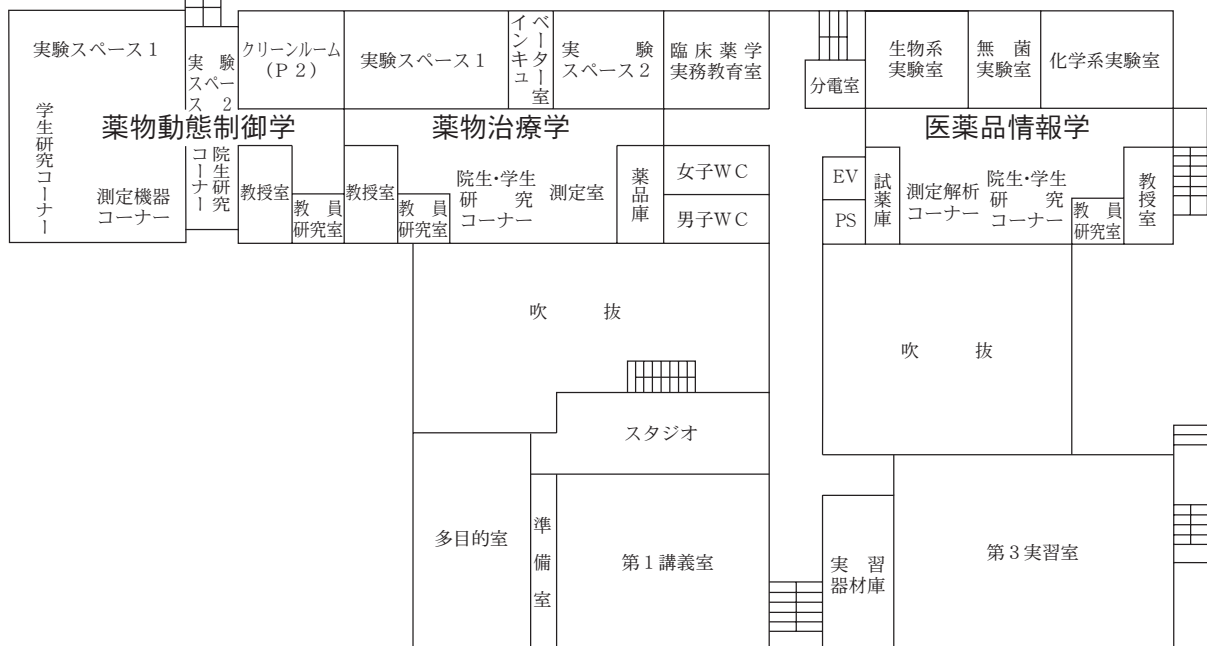 実験スペース1
実験
スペー
ス2
クリーンルーム
(P2)
実験スペース1
インキュ
ベーター室
実験
スペース2
臨床薬学
実務教育室
分電室
生物系
実験室
無菌
実験室
化学系実験室
薬物動態制御学
薬物治療学
医薬品情報学
学生研究コーナー
測定機器
コーナー
院生研究
コーナー
教授室
教員
研究室
教授室
教員
研究室
院生・学生
研究
コーナー
測定室
薬品庫
女子WC
男子WC
EV
PS
試薬庫
測定解析
コーナー
院生・学生
研究
コーナー
教員
研究室
教授室
吹抜
吹抜
スタジオ
多目的室
準備室
第1講義室
実習
器材庫
第3実習室